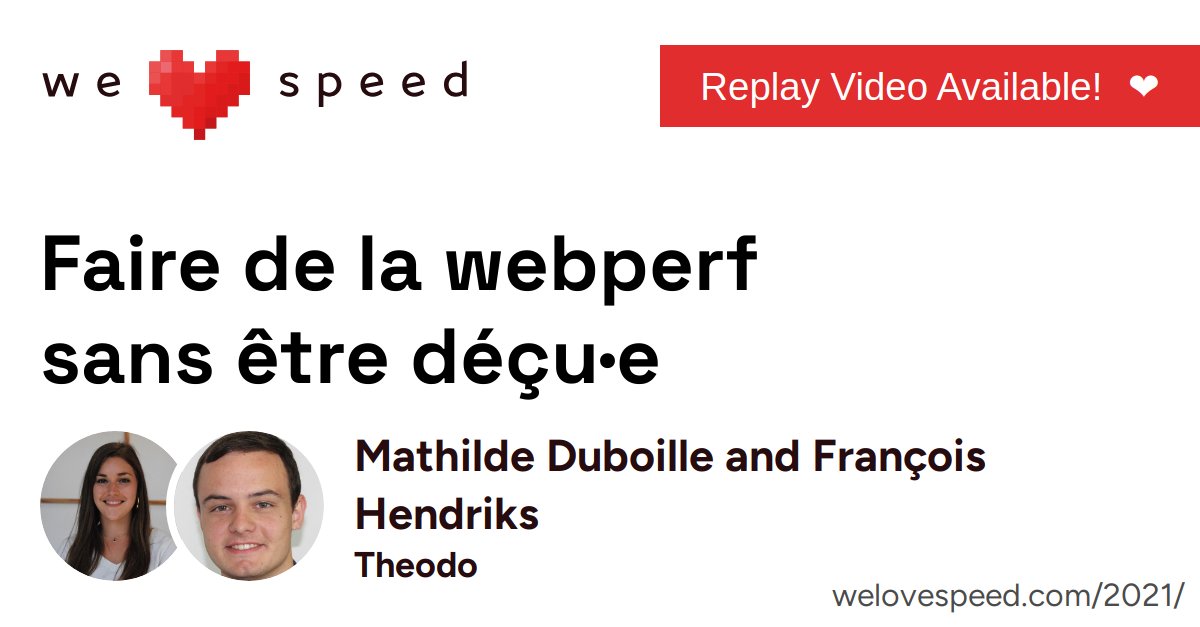 we ❤ speed
Replay Video Available! ❤
Faire de la webperf
sans être déçu·e
Mathilde Duboille and François
Hendriks
Theodo
welovespeed.com/2021/